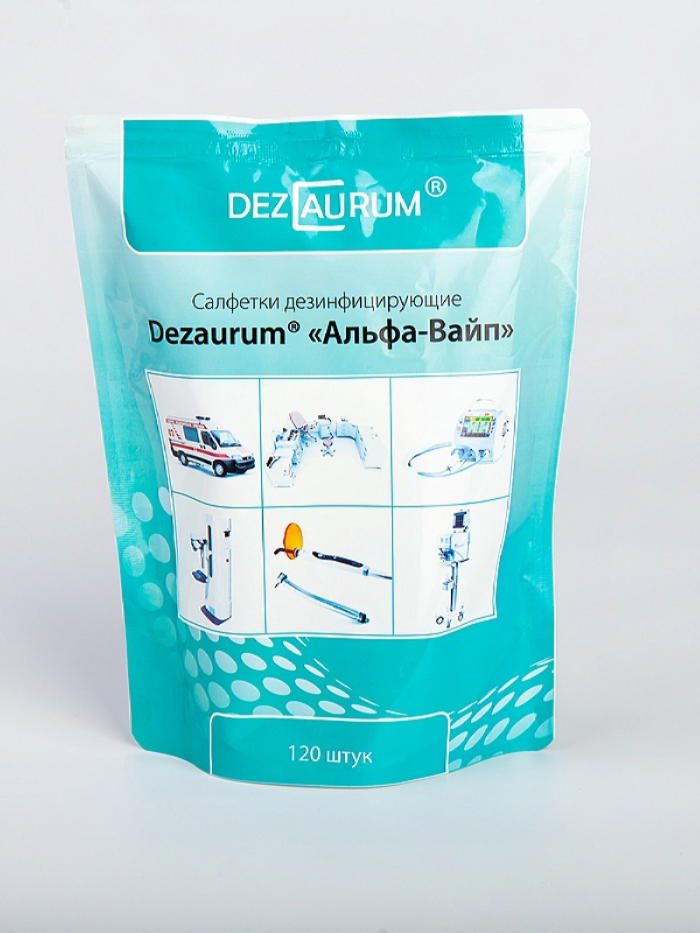 DEZAURUM®
Салфетки дезинфицирующие
Dezaurum® «Альфа-Вайп»
120 штук